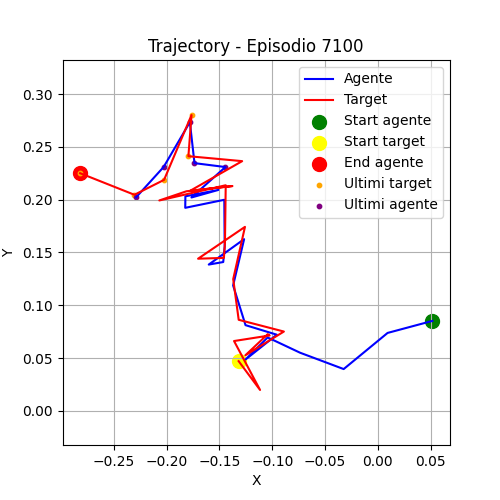 Trajectory - Episodio 7100
Agente
Target
Start agente
Start target
End agente
Ultimi target
Ultimi agente
0.30
0.25
0.20
0.15
0.10
0.05
0.00
Y
−0.25 −0.20 −0.15 −0.10 −0.05 0.00 0.05
X